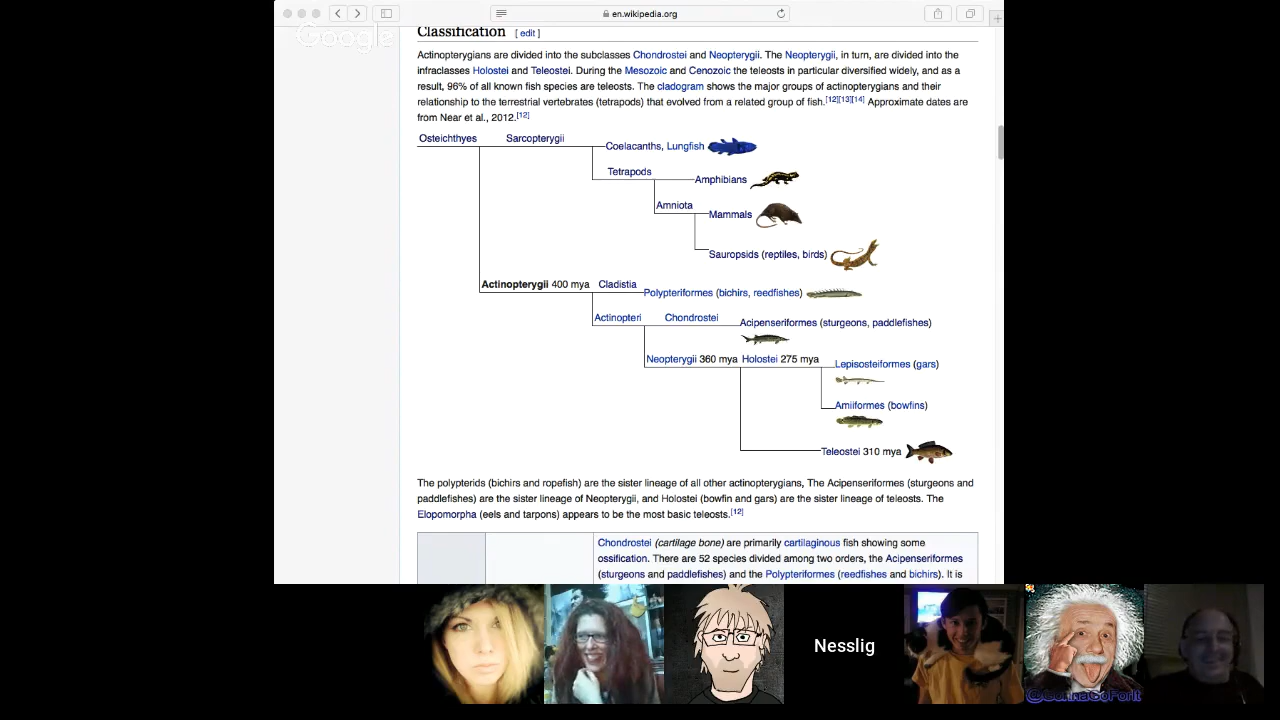 en.wikipedia.org
Google
Classification [ edit ]
Actinopterygians are divided into the subclasses Chondrostei and Neopterygii. The Neopterygii, in turn, are divided into the
infraclasses Holostei and Teleostei. During the Mesozoic and Cenozoic the teleosts in particular diversified widely, and as a
result, 96% of all known fish species are teleosts. The cladogram shows the major groups of actinopterygians and their
relationship to the terrestrial vertebrates (tetrapods) that evolved from a related group of fish.[12][13][14] Approximate dates are
from Near et al., 2012.[12]
Osteichthyes Sarcopterygii
Coelacanths, Lungfish
Tetrapods
Amphibians
Amniota
Mammals
Sauropsids (reptiles, birds)
Actinopterygii 400 mya Cladistia
Polypteriformes (bichirs, reedfishes)
Actinopteri Chondrostei
Acipenseriformes (sturgeons, paddlefishes)
Neopterygii 360 mya Holostei 275 mya
Lepisosteiformes (gars)
Amiiformes (bowfins)
Teleostei 310 mya
The polypterids (bichirs and ropefish) are the sister lineage of all other actinopterygians, The Acipenseriformes (sturgeons and
paddlefishes) are the sister lineage of Neopterygii, and Holostei (bowfin and gars) are the sister lineage of teleosts. The
Elopomorpha (eels and tarpons) appears to be the most basic teleosts.[12]
Chondrostei (cartilage bone) are primarily cartilaginous fish showing some
ossification. There are 52 species divided among two orders, the Acipenseriformes
(sturgeons and paddlefishes) and the Polypteriformes (reedfishes and bichirs). It is
Nesslig
@GunnaGoForIt